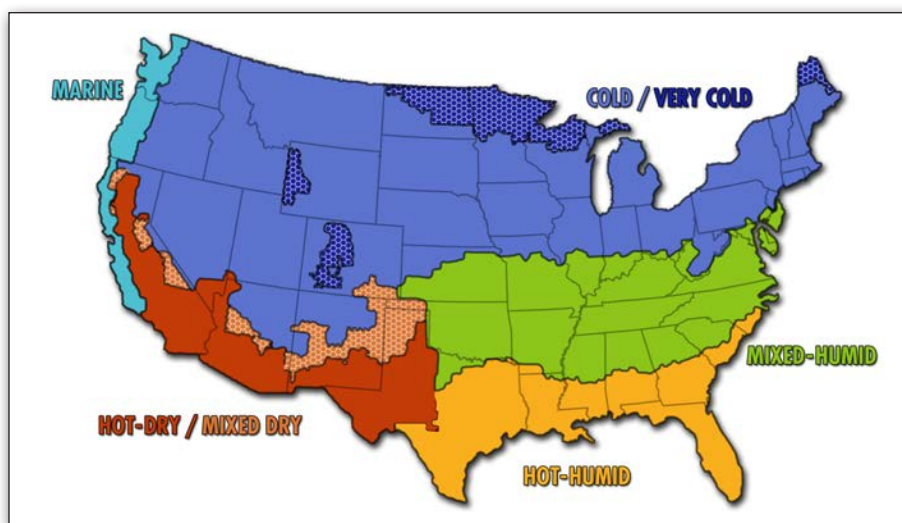 MARINE
COLD / VERY COLD
MIXED-HUMID
HOT-DRY / MIXED DRY
HOT-HUMID